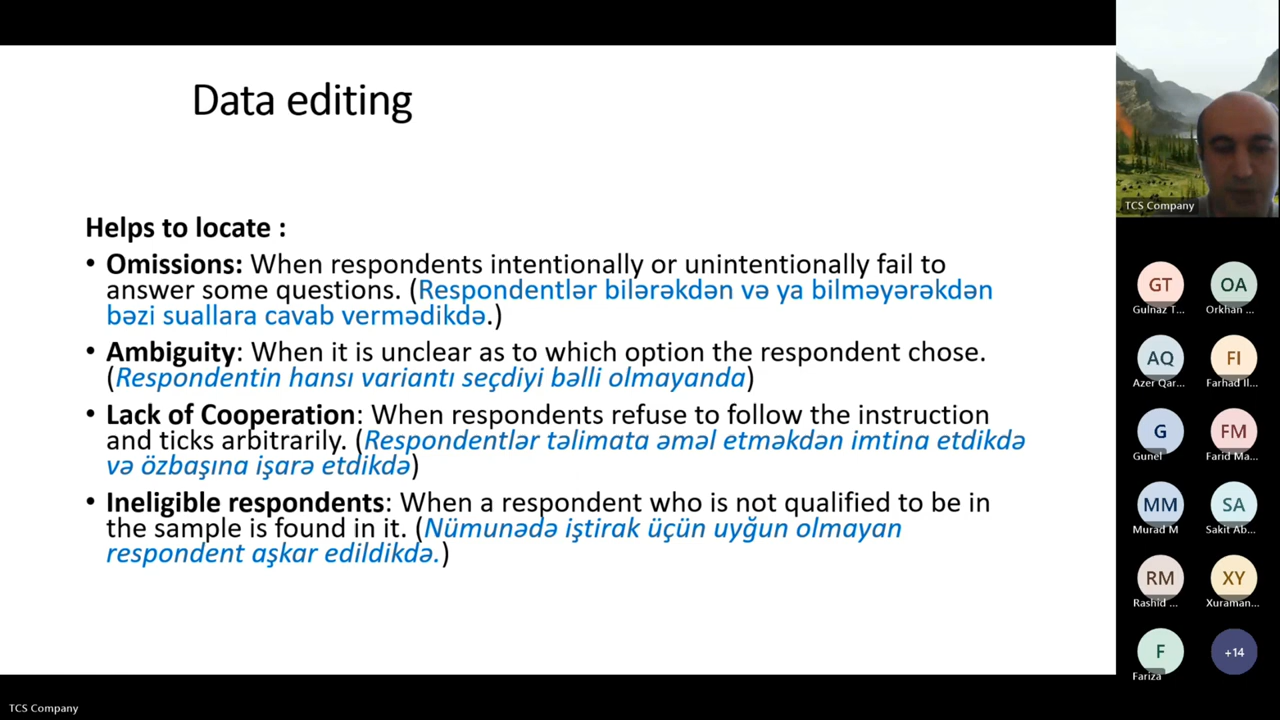 Data editing
Helps to locate :
• Omissions: When respondents intentionally or unintentionally fail to
answer some questions. (Respondentlər bilərəkdən və ya bilməyərəkdən
bəzi suallara cavab vermədikdə.)
• Ambiguity: When it is unclear as to which option the respondent chose.
(Respondentin hansı variantı seçdiyi bəlli olmayanda)
• Lack of Cooperation: When respondents refuse to follow the instruction
and ticks arbitrarily. (Respondentlər təlimata əməl etməkdən imtina etdikdə
və özbaşına işarə etdikdə)
• Ineligible respondents: When a respondent who is not qualified to be in
the sample is found in it. (Nümunədə iştirak üçün uyğun olmayan
respondent aşkar edildikdə.)
TCS Company
GT OA
Gulnaz T... Orkhan ...
AQ FI
Azer Qar... Farhad Il...
G FM
Gunel Farid Ma...
MM SA
Murad M Sakit Ab...
RM XY
Rashid ... Xuraman...
F +14
Fariza
TCS Company